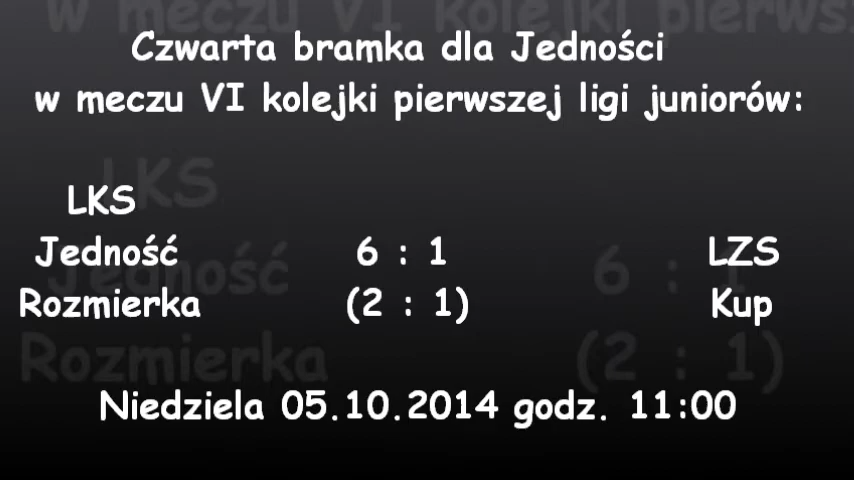 Czwarta bramka dla Jedności
w meczu VI kolejki pierwszej ligi juniorów:
LKS
Jedność 6 : 1 LZS
Rozmierka (2 : 1) Kup
Niedziela 05.10.2014 godz. 11:00